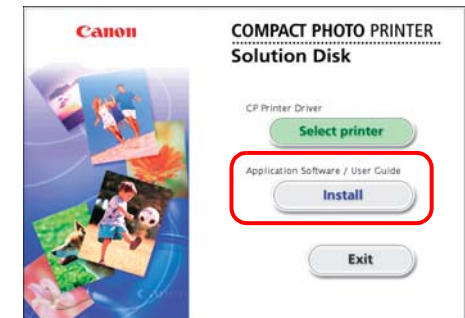 Canon
COMPACT PHOTO PRINTER
Solution Disk
CP Printer Driver
Select printer
Application Software / User Guide
Install
Exit